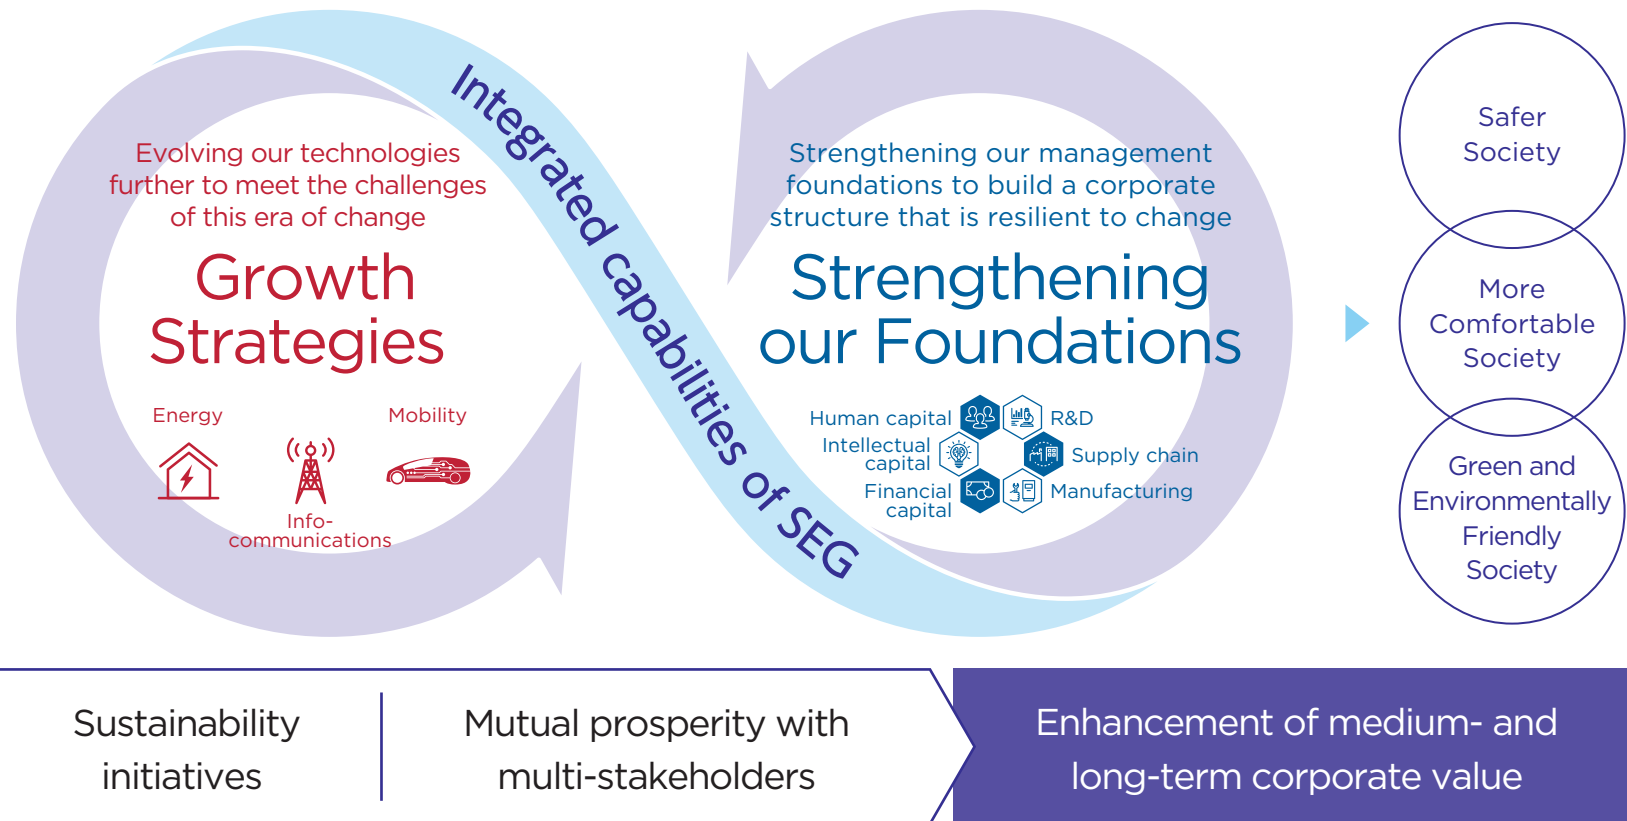 Integrated capabilities of SEG
Evolving our technologies
further to meet the challenges
of this era of change
Growth
Strategies
Energy
Mobility
Info-
communications
Strengthening our management
foundations to build a corporate
structure that is resilient to change
Strengthening
our Foundations
Human capital
R&D
Intellectual
capital
Supply chain
Financial
capital
Manufacturing
Safer
Society
More
Comfortable
Society
Green and
Environmentally
Friendly
Society
Sustainability
initiatives
Mutual prosperity with
multi-stakeholders
Enhancement of medium- and
long-term corporate value